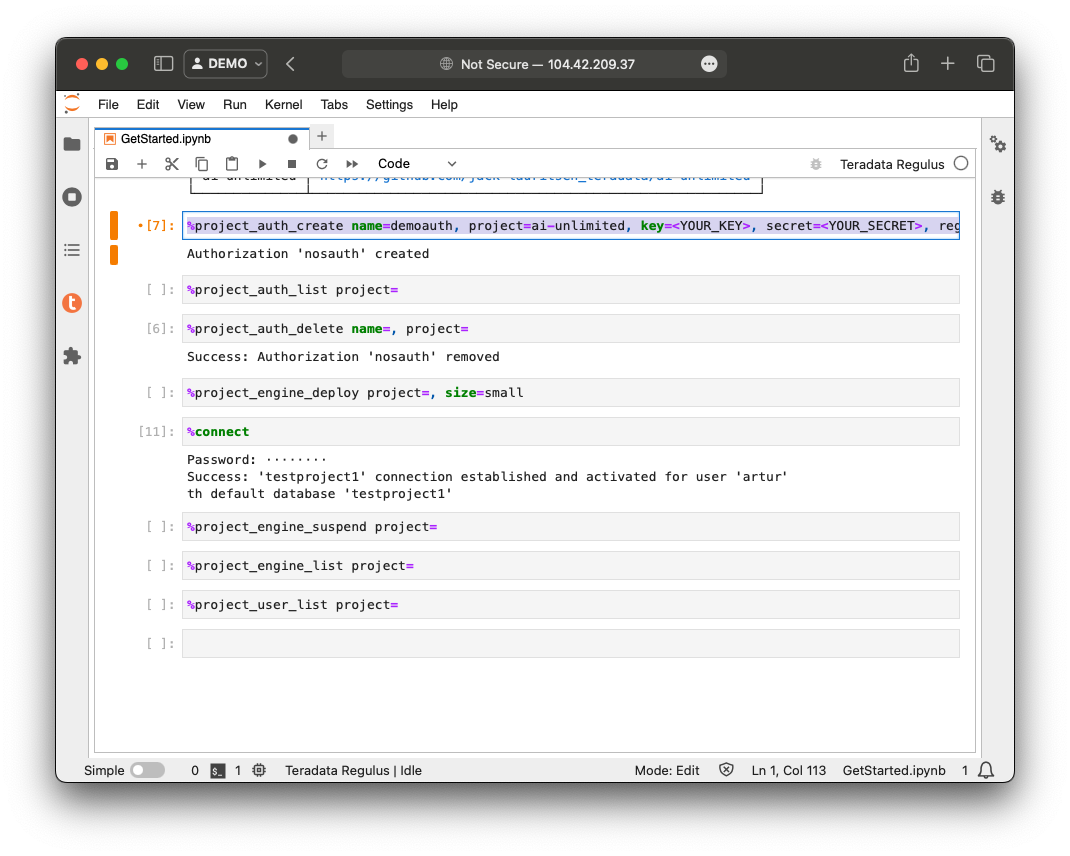 DEMO
Not Secure — 104.42.209.37
File Edit View Run Kernel Tabs Settings Help
GetStarted.ipynb
Code
Teradata Regulus
ai-unlimited https://github.com/jack-lauritsen_teradata/ai-unlimited
[7]: %project_auth_create name=demoauth, project=ai-unlimited, key=<YOUR_KEY>, secret=<YOUR_SECRET>, reg
Authorization 'nosauth' created
[ ]: %project_auth_list project=
[6]: %project_auth_delete name=, project=
Success: Authorization 'nosauth' removed
[ ]: %project_engine_deploy project=, size=small
[11]: %connect
Password: ········
Success: 'testproject1' connection established and activated for user 'artur'
th default database 'testproject1'
[ ]: %project_engine_suspend project=
[ ]: %project_engine_list project=
[ ]: %project_user_list project=
[ ]:
Simple 0 $_ 1 Teradata Regulus | Idle Mode: Edit Ln 1, Col 113 GetStarted.ipynb 1